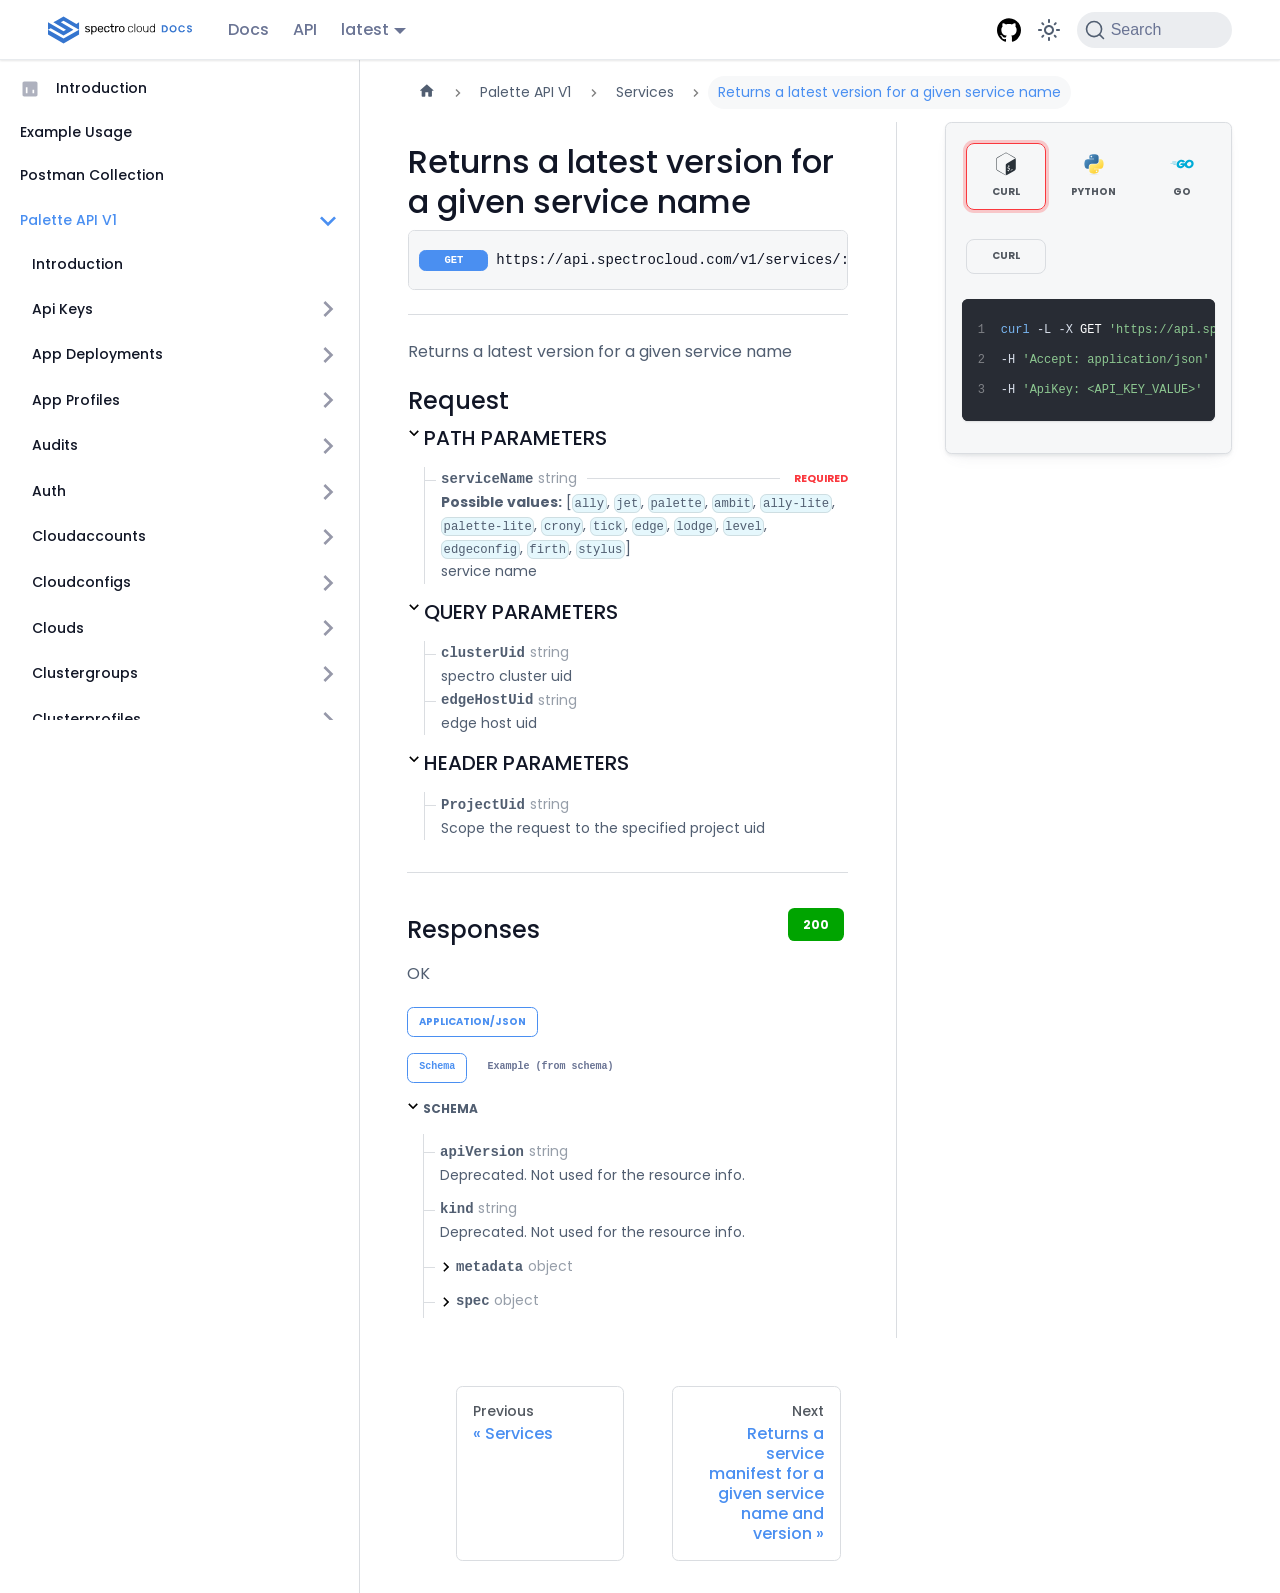 spectro cloud DOCS
Docs API latest
Search
Introduction
Example Usage
Postman Collection
Palette API V1
Introduction
Api Keys
App Deployments
App Profiles
Audits
Auth
Cloudaccounts
Cloudconfigs
Clouds
Clustergroups
Clusterprofiles
Palette API V1 Services Returns a latest version for a given service name
Returns a latest version for
a given service name
GET https://api.spectrocloud.com/v1/services/:
Returns a latest version for a given service name
Request
PATH PARAMETERS
serviceName string REQUIRED
Possible values: [ally, jet, palette, ambit, ally-lite,
palette-lite, crony, tick, edge, lodge, level,
edgeconfig, firth, stylus]
service name
QUERY PARAMETERS
clusterUid string
spectro cluster uid
edgeHostUid string
edge host uid
HEADER PARAMETERS
ProjectUid string
Scope the request to the specified project uid
Responses
200
OK
APPLICATION/JSON
Schema Example (from schema)
SCHEMA
apiVersion string
Deprecated. Not used for the resource info.
kind string
Deprecated. Not used for the resource info.
metadata object
spec object
CURL PYTHON GO
CURL
1 curl -L -X GET 'https://api.sp
2 -H 'Accept: application/json'
3 -H 'ApiKey: <API_KEY_VALUE>'
Previous
« Services
Next
Returns a
service
manifest for a
given service
name and
version »